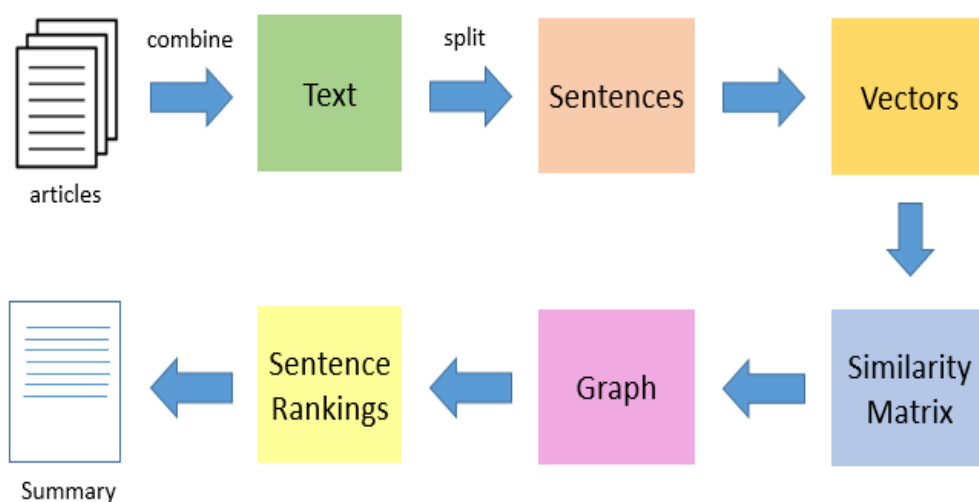 combine
split
Text
Sentences
Vectors
articles
Similarity
Matrix
Graph
Sentence
Rankings
Summary